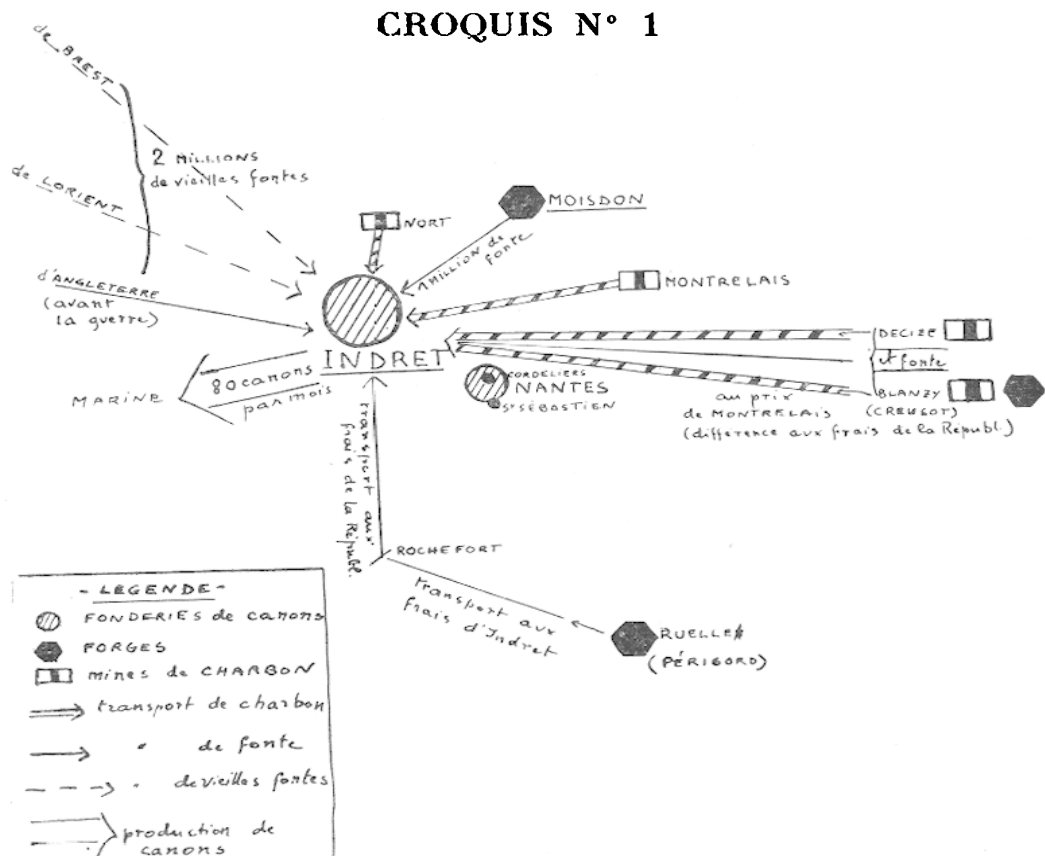 CROQUIS N° 1
de BREST
2 MILLIONS
de vieilles fontes
de LORIENT
NORT
MOISDON
1 MILLION de
fonte
d'ANGLETERRE
(avant
la guerre)
MONTRELAIS
DECIZE
et fonte
BLANZY
(CREUSOT)
INDRET
CORDELIERS
NANTES
St SÉBASTIEN
au prix
de MONTRELAIS
(différence aux frais de la Républ.)
80 canons
par mois
MARINE
transport aux
frais de la Républ.
ROCHEFORT
transport aux
frais d'Indret
RUELLE
(PÉRIGORD)
- LEGENDE -
FONDERIES de canons
FORGES
mines de CHARBON
transport de charbon
" de fonte
" de vieilles fontes
production de
canons